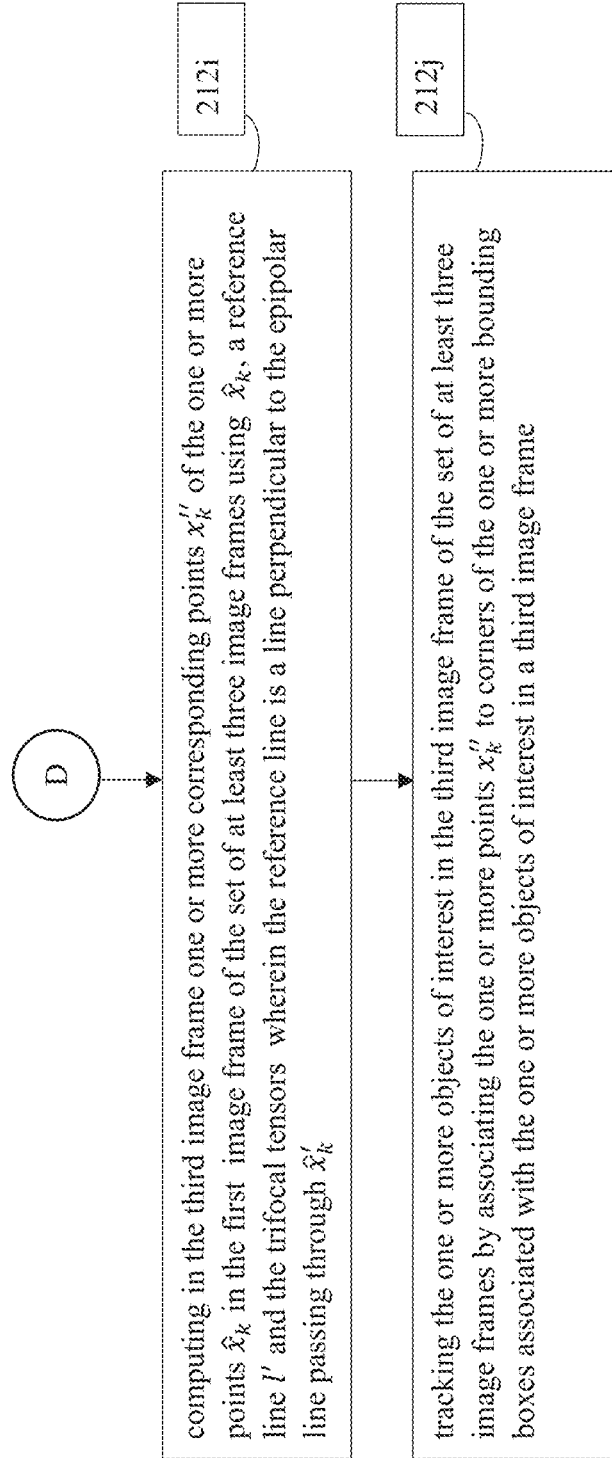 D
computing in the third image frame one or more corresponding points x''ₖ of the one or more
points x̂ₖ in the first image frame of the set of at least three image frames using x̂ₖ, a reference
line l′ and the trifocal tensors wherein the reference line is a line perpendicular to the epipolar
line passing through x̂′ₖ
212i
tracking the one or more objects of interest in the third image frame of the set of at least three
image frames by associating the one or more points x''ₖ to corners of the one or more bounding
boxes associated with the one or more objects of interest in a third image frame
212j